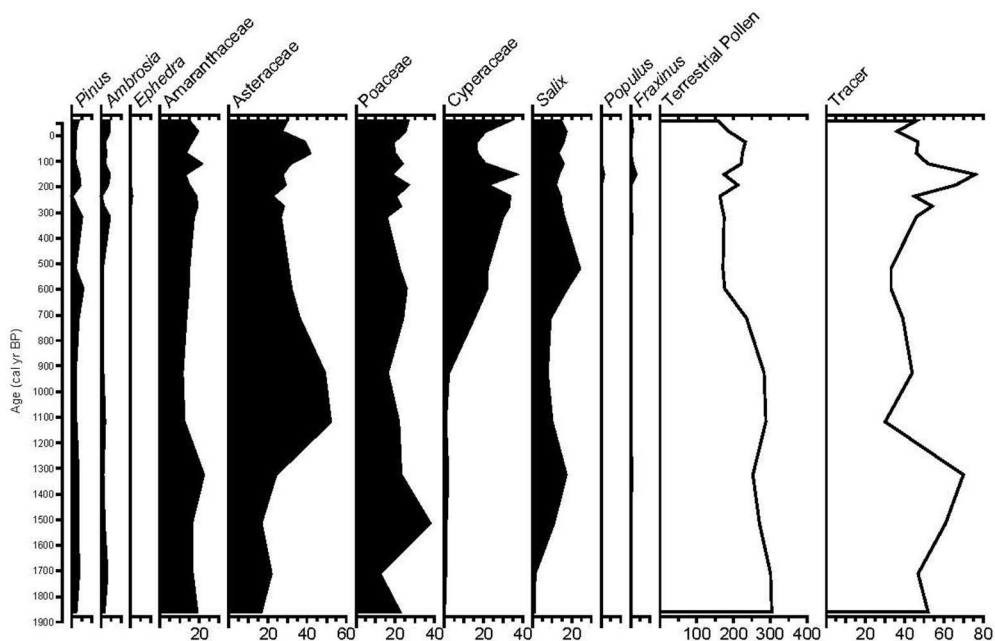 Pinus
Ambrosia
Ephedra
Amaranthaceae
Asteraceae
Poaceae
Cyperaceae
Salix
Populus
Fraxinus
Terrestrial Pollen
Tracer
Age (cal yr BP)
0
100
200
300
400
500
600
700
800
900
1000
1100
1200
1300
1400
1500
1600
1700
1800
1900
20 20 40 60 20 40 20 40 20 100 200 300 400 20 40 60 80